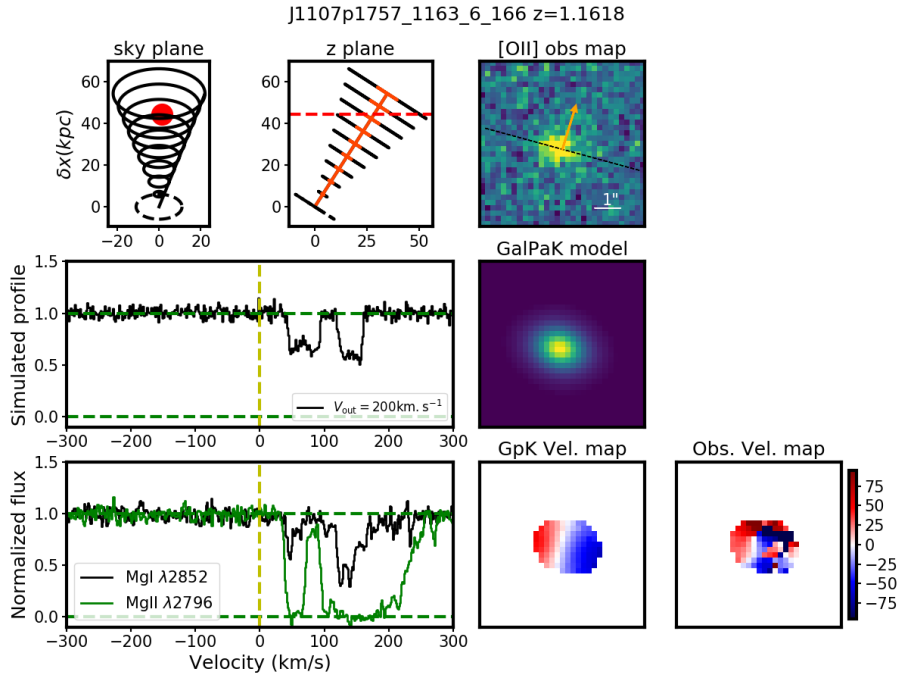 J1107p1757_1163_6_166 z=1.1618
sky plane
z plane
[OII] obs map
δx(kpc)
60
40
20
0
−20 0 20
60
40
20
0
0 25 50
1"
Simulated profile
1.5
1.0
0.5
0.0
−300 −200 −100 0 100 200 300
V_out = 200km.s⁻¹
GalPaK model
Normalized flux
1.5
1.0
0.5
0.0
MgI λ2852
MgII λ2796
−300 −200 −100 0 100 200 300
Velocity (km/s)
GpK Vel. map
Obs. Vel. map
75
50
25
0
−25
−50
−75